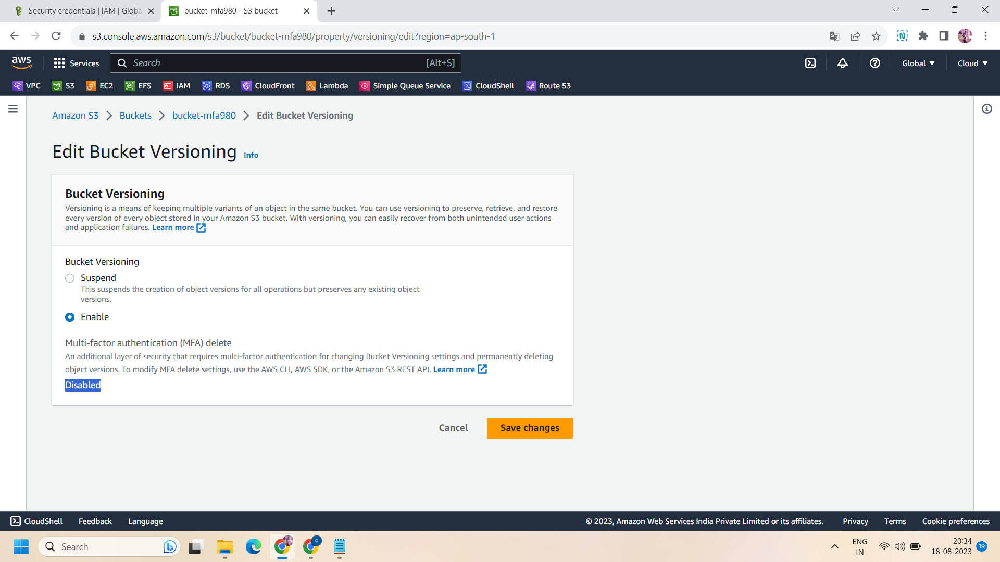 Security credentials | IAM | Globa
bucket-mfa980 - S3 bucket
s3.console.aws.amazon.com/s3/bucket/bucket-mfa980/property/versioning/edit?region=ap-south-1
aws
Services
Search
[Alt+S]
Global
Cloud
VPC
S3
EC2
EFS
IAM
RDS
CloudFront
Lambda
Simple Queue Service
CloudShell
Route 53
Amazon S3
Buckets
bucket-mfa980
Edit Bucket Versioning
Edit Bucket Versioning
Info
Bucket Versioning
Versioning is a means of keeping multiple variants of an object in the same bucket. You can use versioning to preserve, retrieve, and restore
every version of every object stored in your Amazon S3 bucket. With versioning, you can easily recover from both unintended user actions
and application failures. Learn more
Bucket Versioning
Suspend
This suspends the creation of object versions for all operations but preserves any existing object
versions.
Enable
Multi-factor authentication (MFA) delete
An additional layer of security that requires multi-factor authentication for changing Bucket Versioning settings and permanently deleting
object versions. To modify MFA delete settings, use the AWS CLI, AWS SDK, or the Amazon S3 REST API. Learn more
Disabled
Cancel
Save changes
CloudShell
Feedback
Language
© 2023, Amazon Web Services India Private Limited or its affiliates.
Privacy
Terms
Cookie preferences
Search
C
ENG
IN
20:34
18-08-2023
19